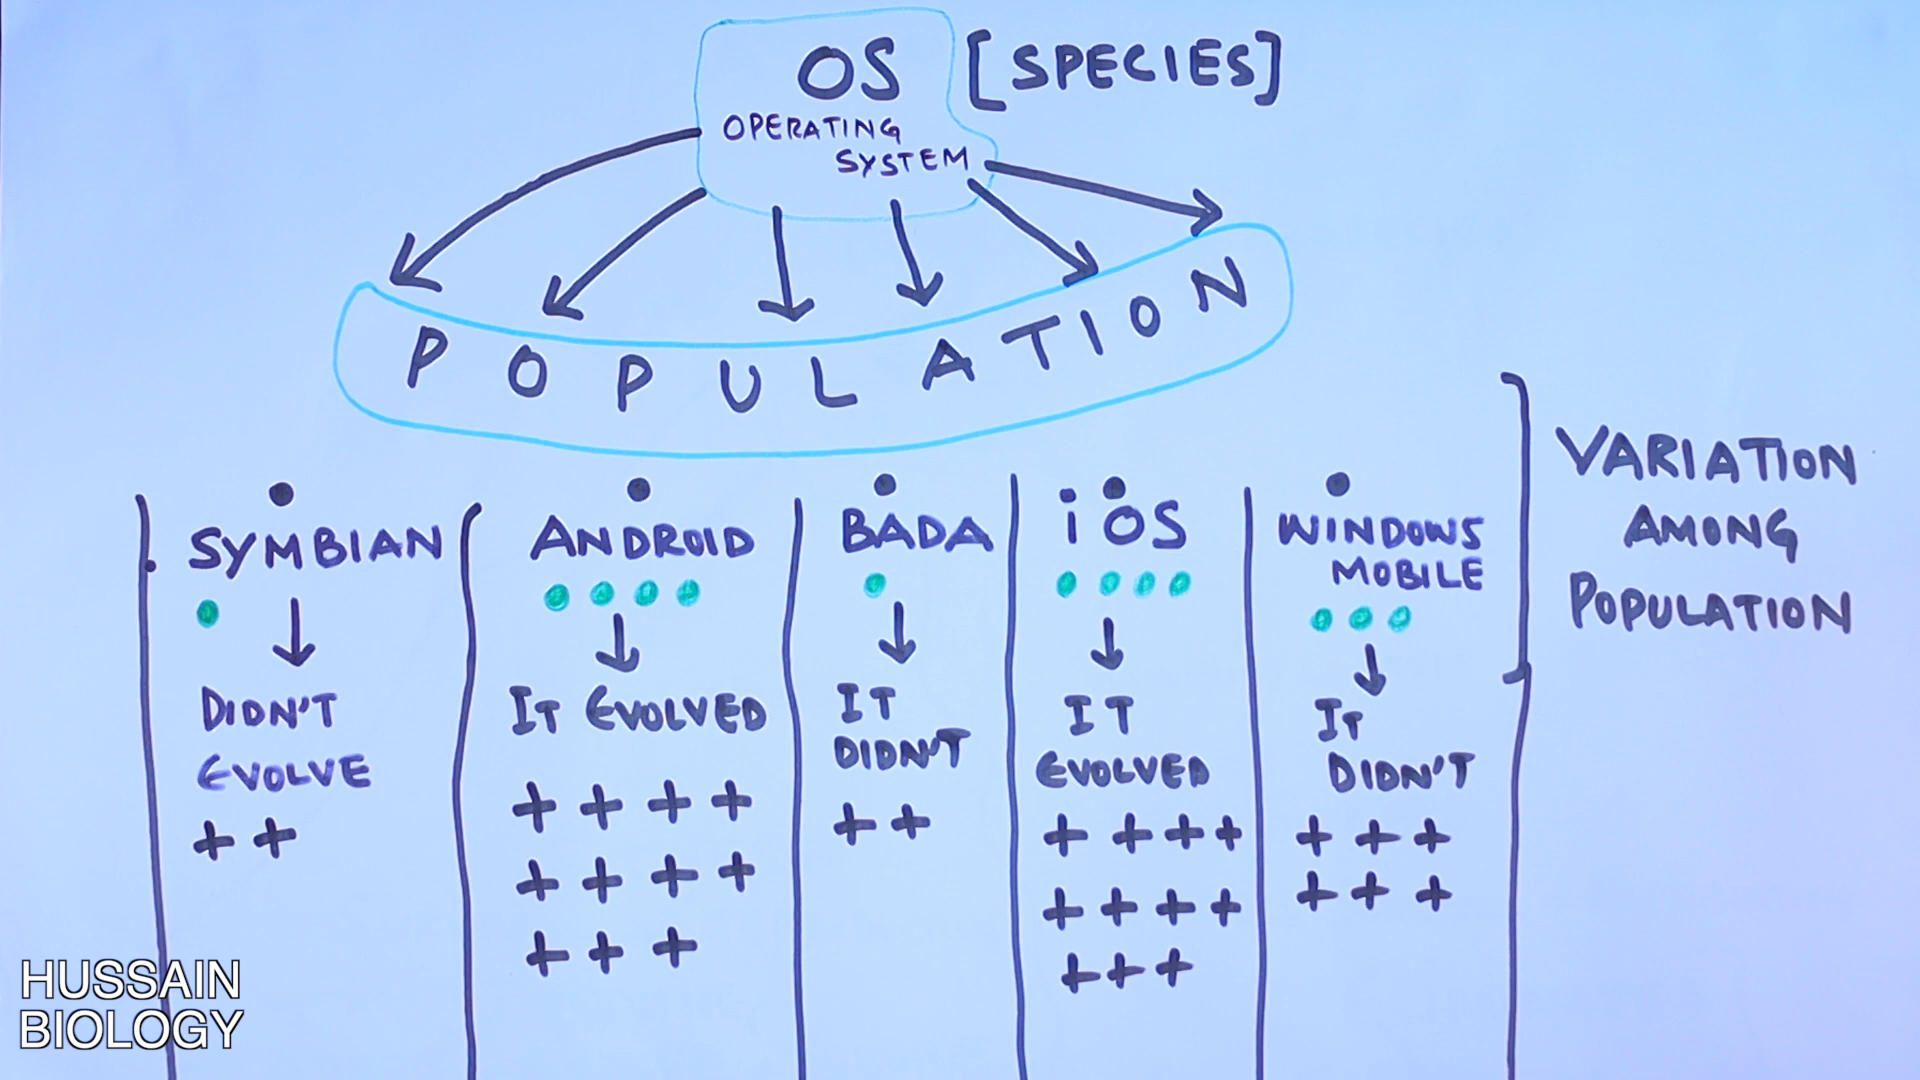 OS [SPECIES]
OPERATING
SYSTEM
POPULATION
SYMBIAN
DIDN'T
EVOLVE
++
ANDROID
IT EVOLVED
++++
++++
+++
BADA
IT
DIDN'T
++
iOS
IT
EVOLVED
++++
++++
+++
WINDOWS
MOBILE
IT
DIDN'T
+++
+++
VARIATION
AMONG
POPULATION
HUSSAIN
BIOLOGY